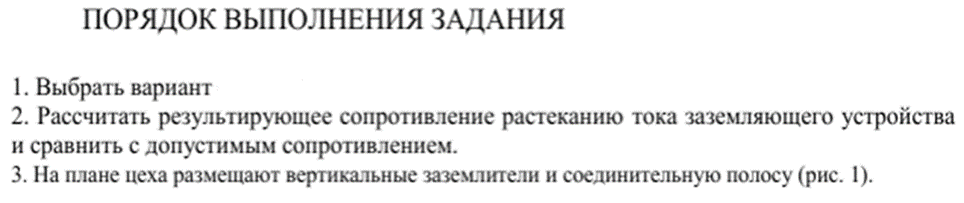 ПОРЯДОК ВЫПОЛНЕНИЯ ЗАДАНИЯ
1. Выбрать вариант
2. Рассчитать результирующее сопротивление растеканию тока заземляющего устройства
и сравнить с допустимым сопротивлением.
3. На плане цеха размещают вертикальные заземлители и соединительную полосу (рис. 1).